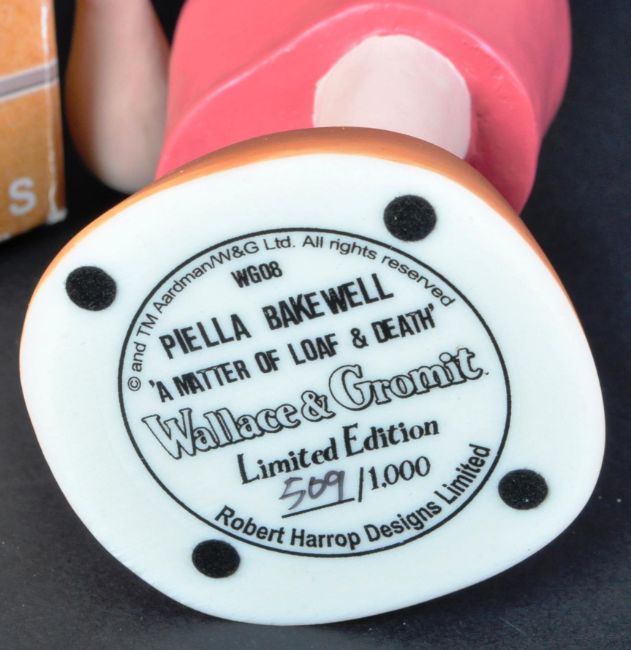 S
© and TM Aardman/W&G Ltd. All rights reserved
WG08
PIELLA BAKEWELL
'A MATTER OF LOAF & DEATH'
Wallace & Gromit
Limited Edition
509/1.000
Robert Harrop Designs Limited